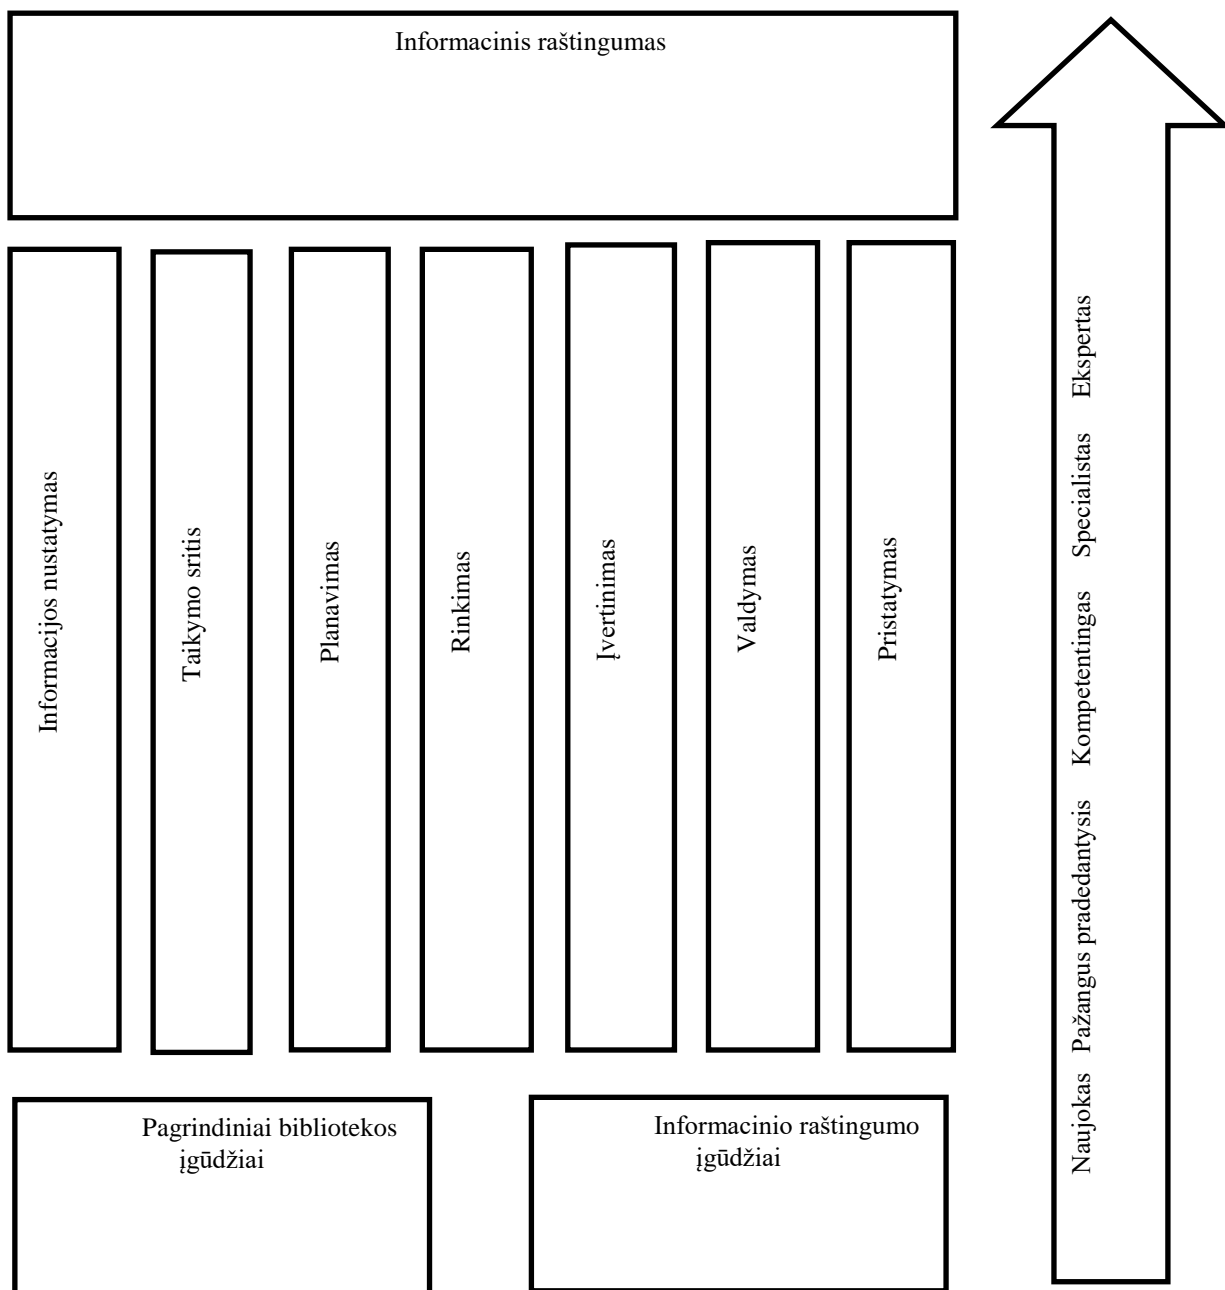 Informacinis raštingumas
Informacijos nustatymas
Taikymo sritis
Planavimas
Rinkimas
Įvertinimas
Valdymas
Pristatymas
Pagrindiniai bibliotekos
įgūdžiai
Informacinio raštingumo
įgūdžiai
Naujokas Pažangus pradedantysis Kompetentingas Specialistas Ekspertas